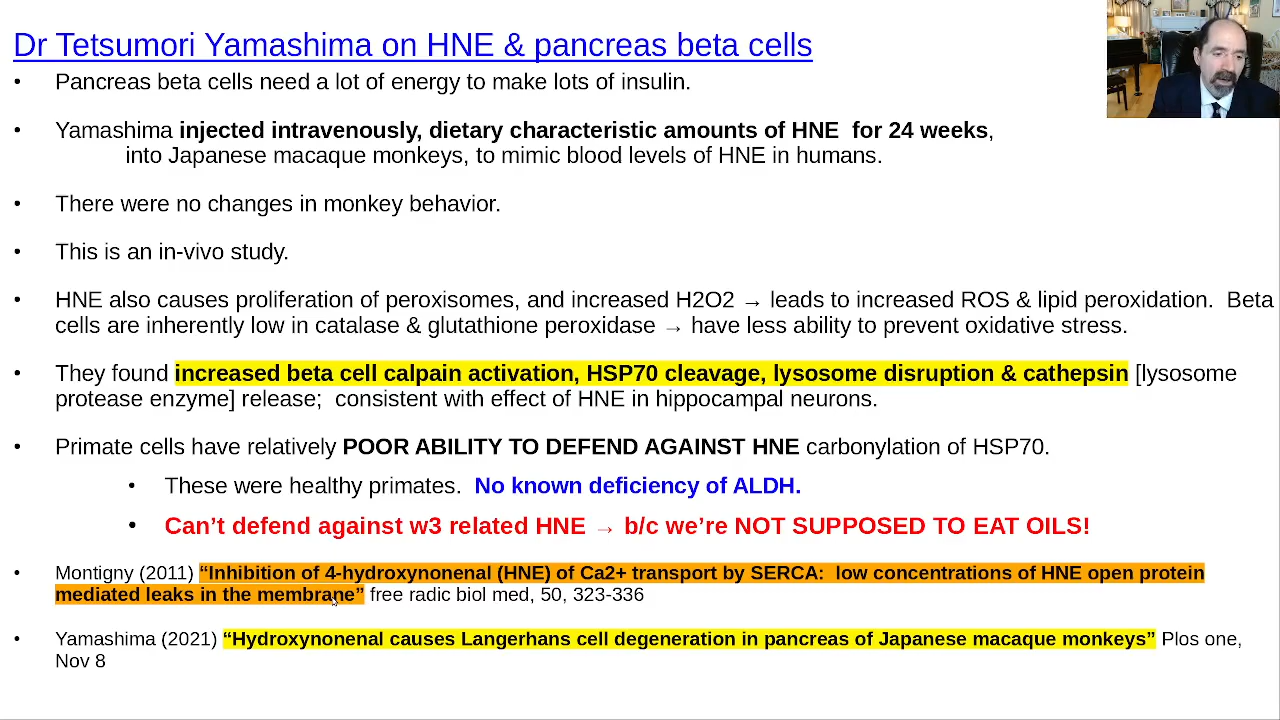 Dr Tetsumori Yamashima on HNE & pancreas beta cells
• Pancreas beta cells need a lot of energy to make lots of insulin.
• Yamashima injected intravenously, dietary characteristic amounts of HNE for 24 weeks,
into Japanese macaque monkeys, to mimic blood levels of HNE in humans.
• There were no changes in monkey behavior.
• This is an in-vivo study.
• HNE also causes proliferation of peroxisomes, and increased H2O2 → leads to increased ROS & lipid peroxidation. Beta
cells are inherently low in catalase & glutathione peroxidase → have less ability to prevent oxidative stress.
• They found increased beta cell calpain activation, HSP70 cleavage, lysosome disruption & cathepsin [lysosome
protease enzyme] release; consistent with effect of HNE in hippocampal neurons.
• Primate cells have relatively POOR ABILITY TO DEFEND AGAINST HNE carbonylation of HSP70.
• These were healthy primates. No known deficiency of ALDH.
• Can't defend against w3 related HNE → b/c we're NOT SUPPOSED TO EAT OILS!
• Montigny (2011) “Inhibition of 4-hydroxynonenal (HNE) of Ca2+ transport by SERCA: low concentrations of HNE open protein
mediated leaks in the membrane” free radic biol med, 50, 323-336
• Yamashima (2021) “Hydroxynonenal causes Langerhans cell degeneration in pancreas of Japanese macaque monkeys” Plos one,
Nov 8